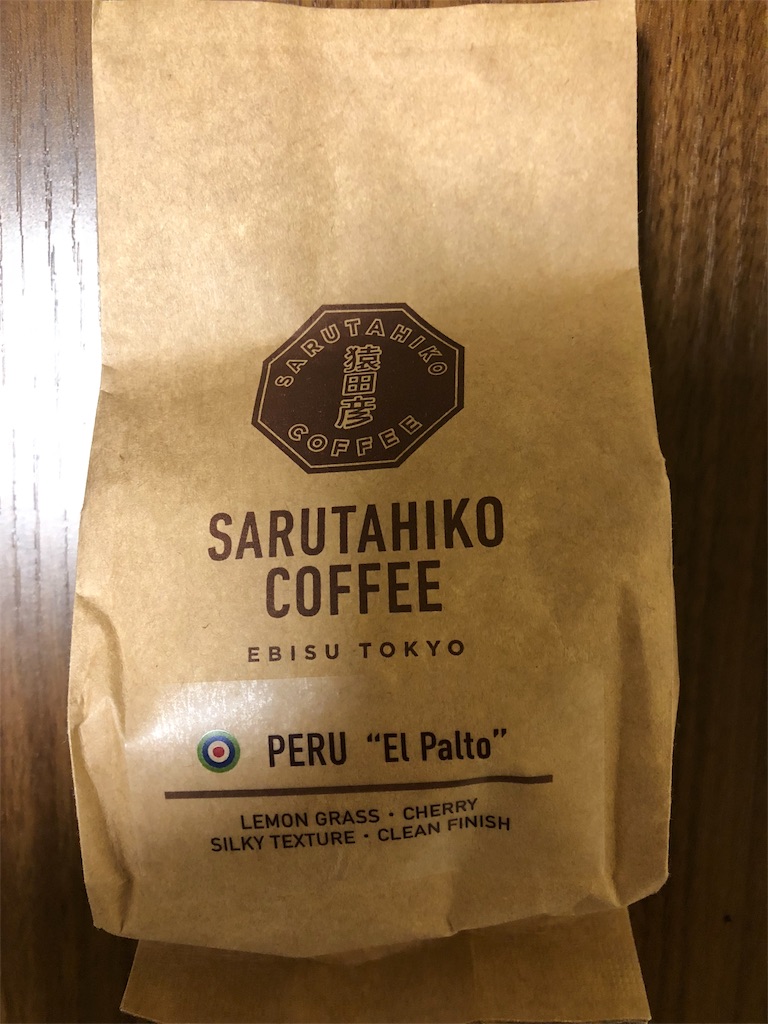 SARUTAHIKO
猿田彦
COFFEE
SARUTAHIKO
COFFEE
EBISU TOKYO
PERU “El Palto”
LEMON GRASS・CHERRY
SILKY TEXTURE・CLEAN FINISH